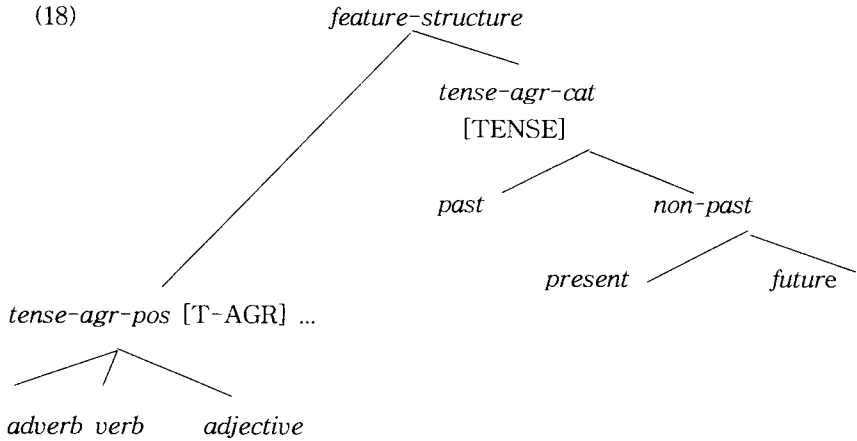 (18)
feature-structure
tense-agr-cat
[TENSE]
past non-past
present future
tense-agr-pos [T-AGR] ...
adverb verb adjective